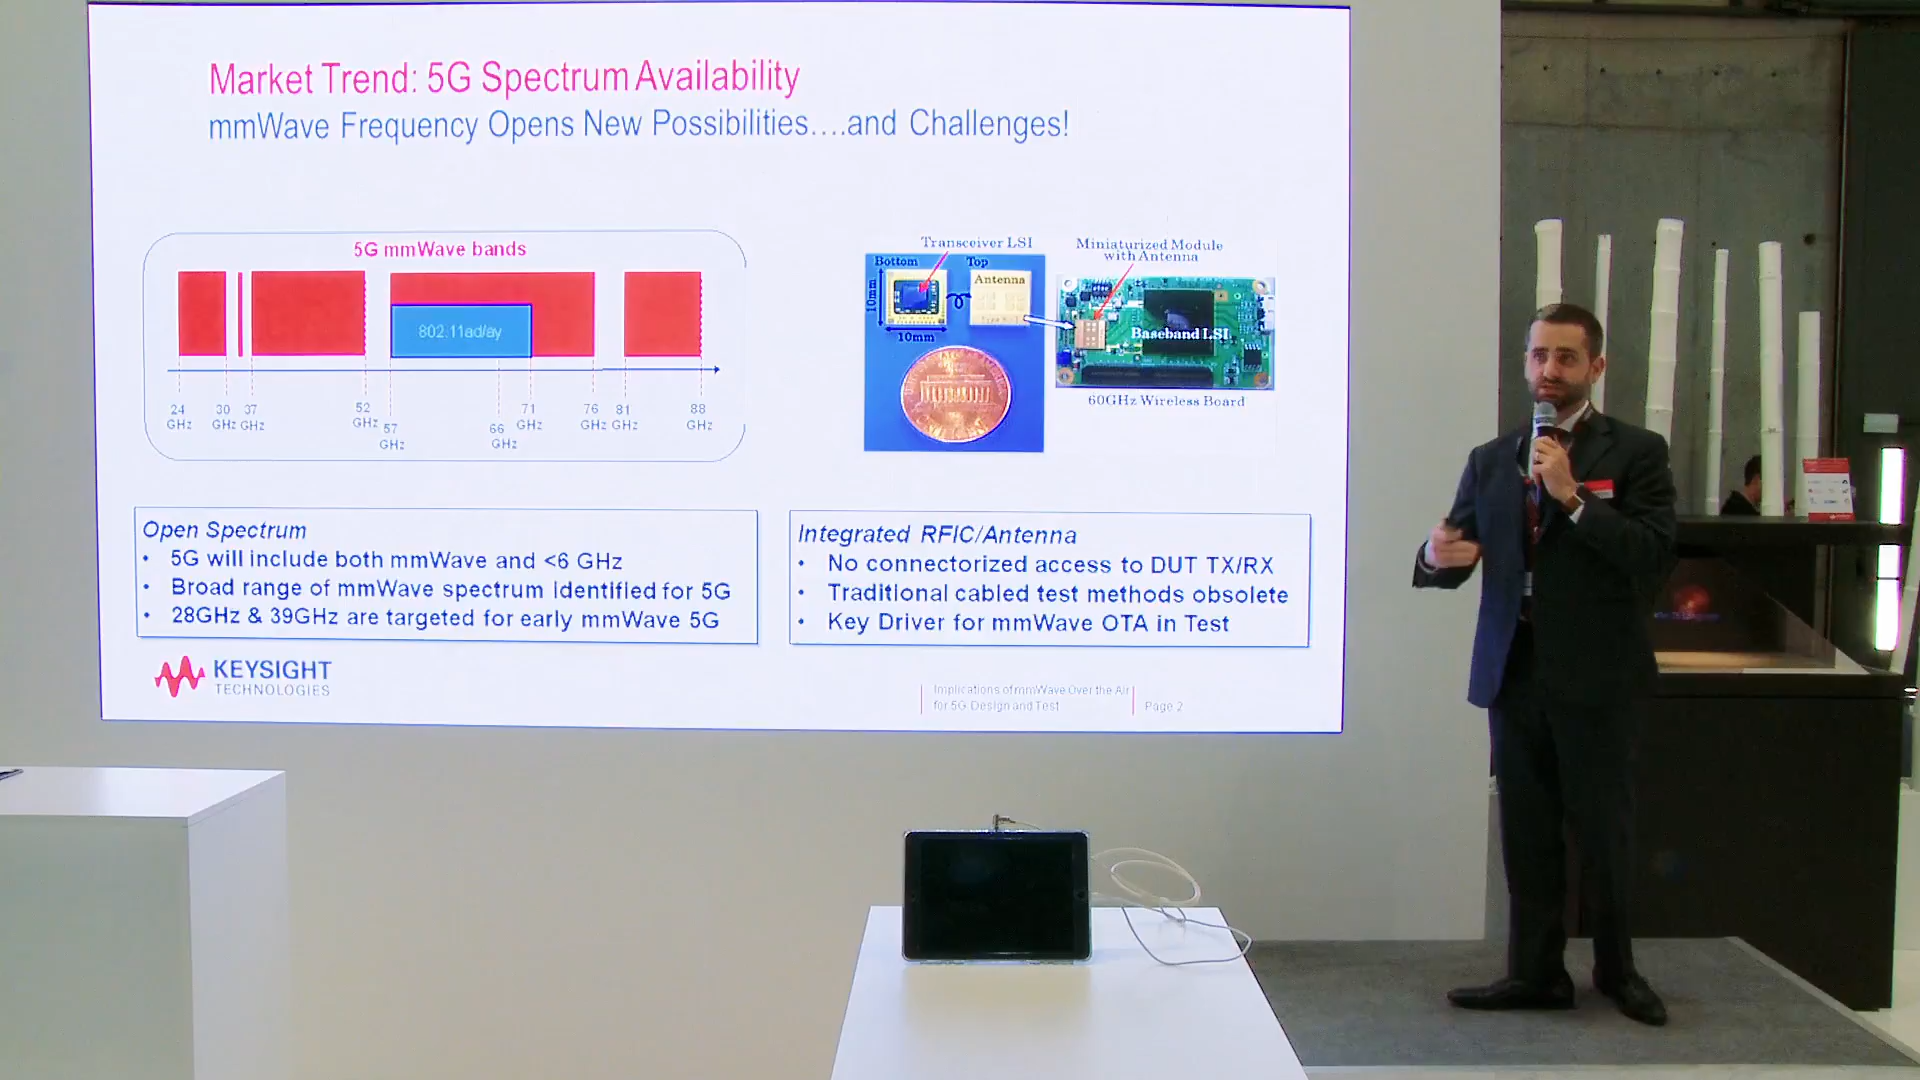 Market Trend: 5G Spectrum Availability
mmWave Frequency Opens New Possibilities....and Challenges!
5G mmWave bands
802.11ad/ay
24 GHz
30 GHz
37 GHz
52 GHz
57 GHz
66 GHz
71 GHz
76 GHz
81 GHz
88 GHz
Transceiver LSI
Bottom
Top
Antenna
10mm
10mm
Miniaturized Module
with Antenna
Baseband LSI
60GHz Wireless Board
Open Spectrum
• 5G will include both mmWave and <6 GHz
• Broad range of mmWave spectrum Identified for 5G
• 28GHz & 39GHz are targeted for early mmWave 5G
Integrated RFIC/Antenna
• No connectorized access to DUT TX/RX
• Traditional cabled test methods obsolete
• Key Driver for mmWave OTA in Test
KEYSIGHT
TECHNOLOGIES
Implications of mmWave Over the Air
for 5G Design and Test
Page 2